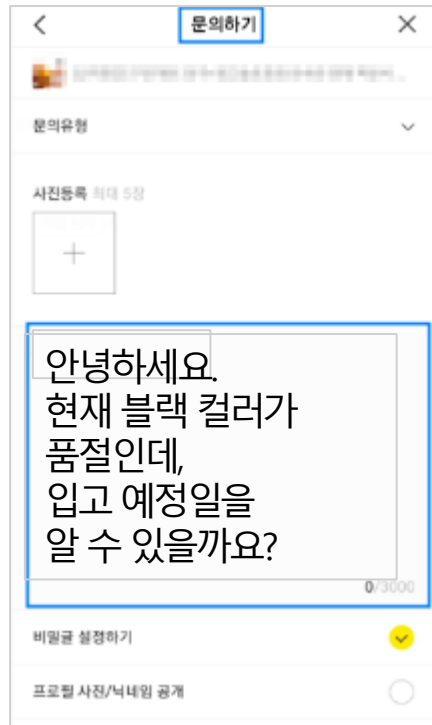 문의하기
문의유형
사진등록 최대 5장
안녕하세요.
현재 블랙 컬러가
품절인데,
입고 예정일을
알 수 있을까요?
0/3000
비밀글 설정하기
프로필 사진/닉네임 공개